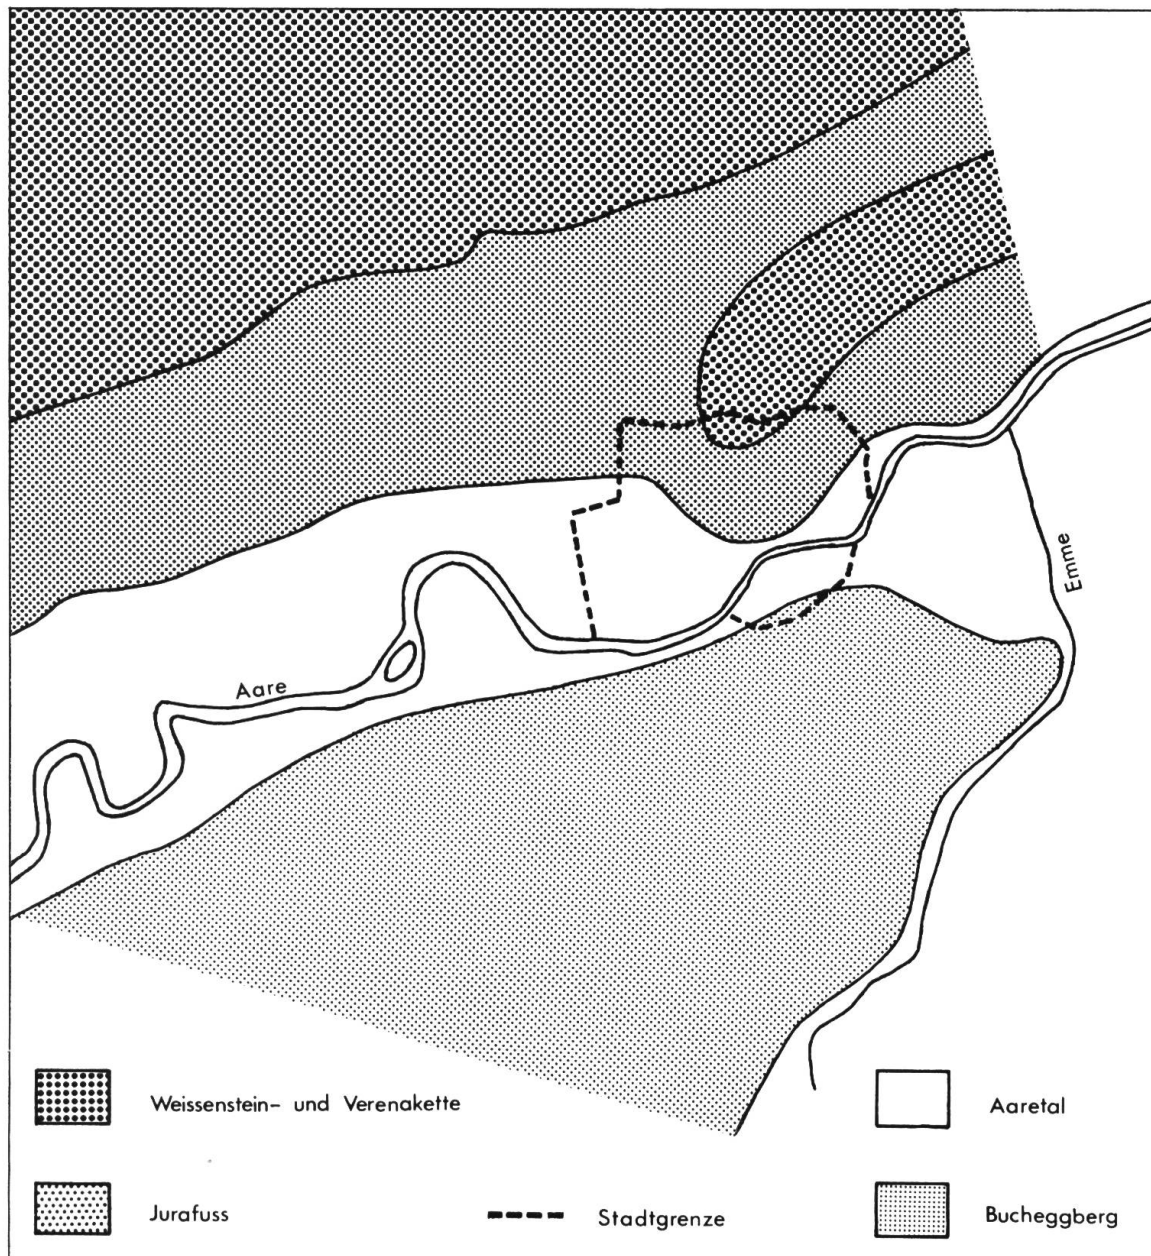 Emme
Aare
Weissenstein- und Verenakette
Aaretal
Jurafuss
Stadtgrenze
Bucheggberg